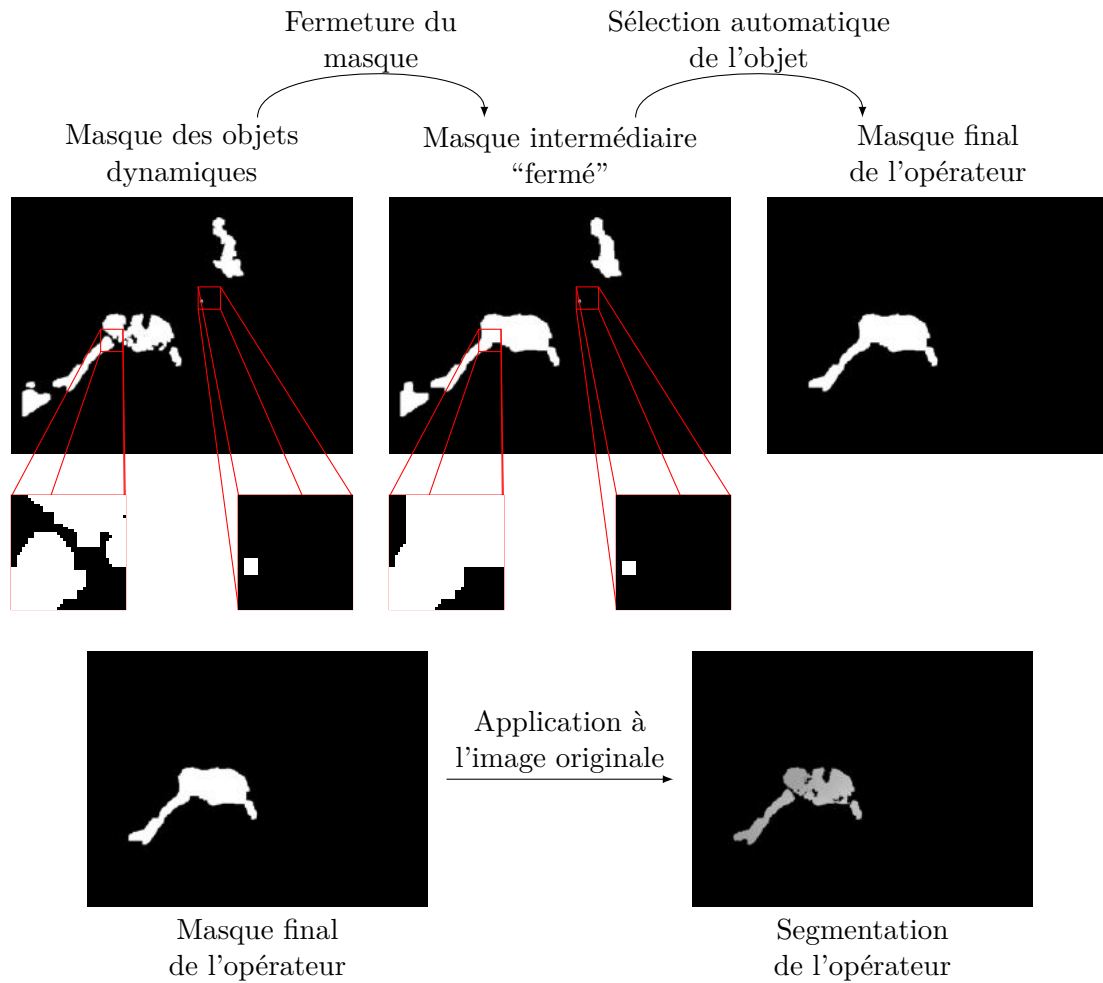 Fermeture du
masque
Sélection automatique
de l'objet
Masque des objets
dynamiques
Masque intermédiaire
“fermé”
Masque final
de l'opérateur
Application à
l'image originale
Masque final
de l'opérateur
Segmentation
de l'opérateur